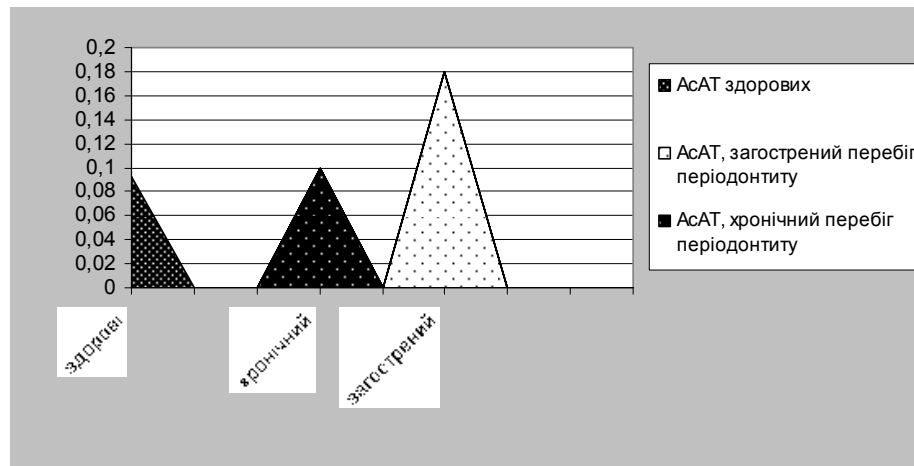 0,2
0,18
0,16
0,14
0,12
0,1
0,08
0,06
0,04
0,02
0
здорові
хронічний
загострений
АсАТ здорових
АсАТ, загострений перебіг
періодонтиту
АсАТ, хронічний перебіг
періодонтиту